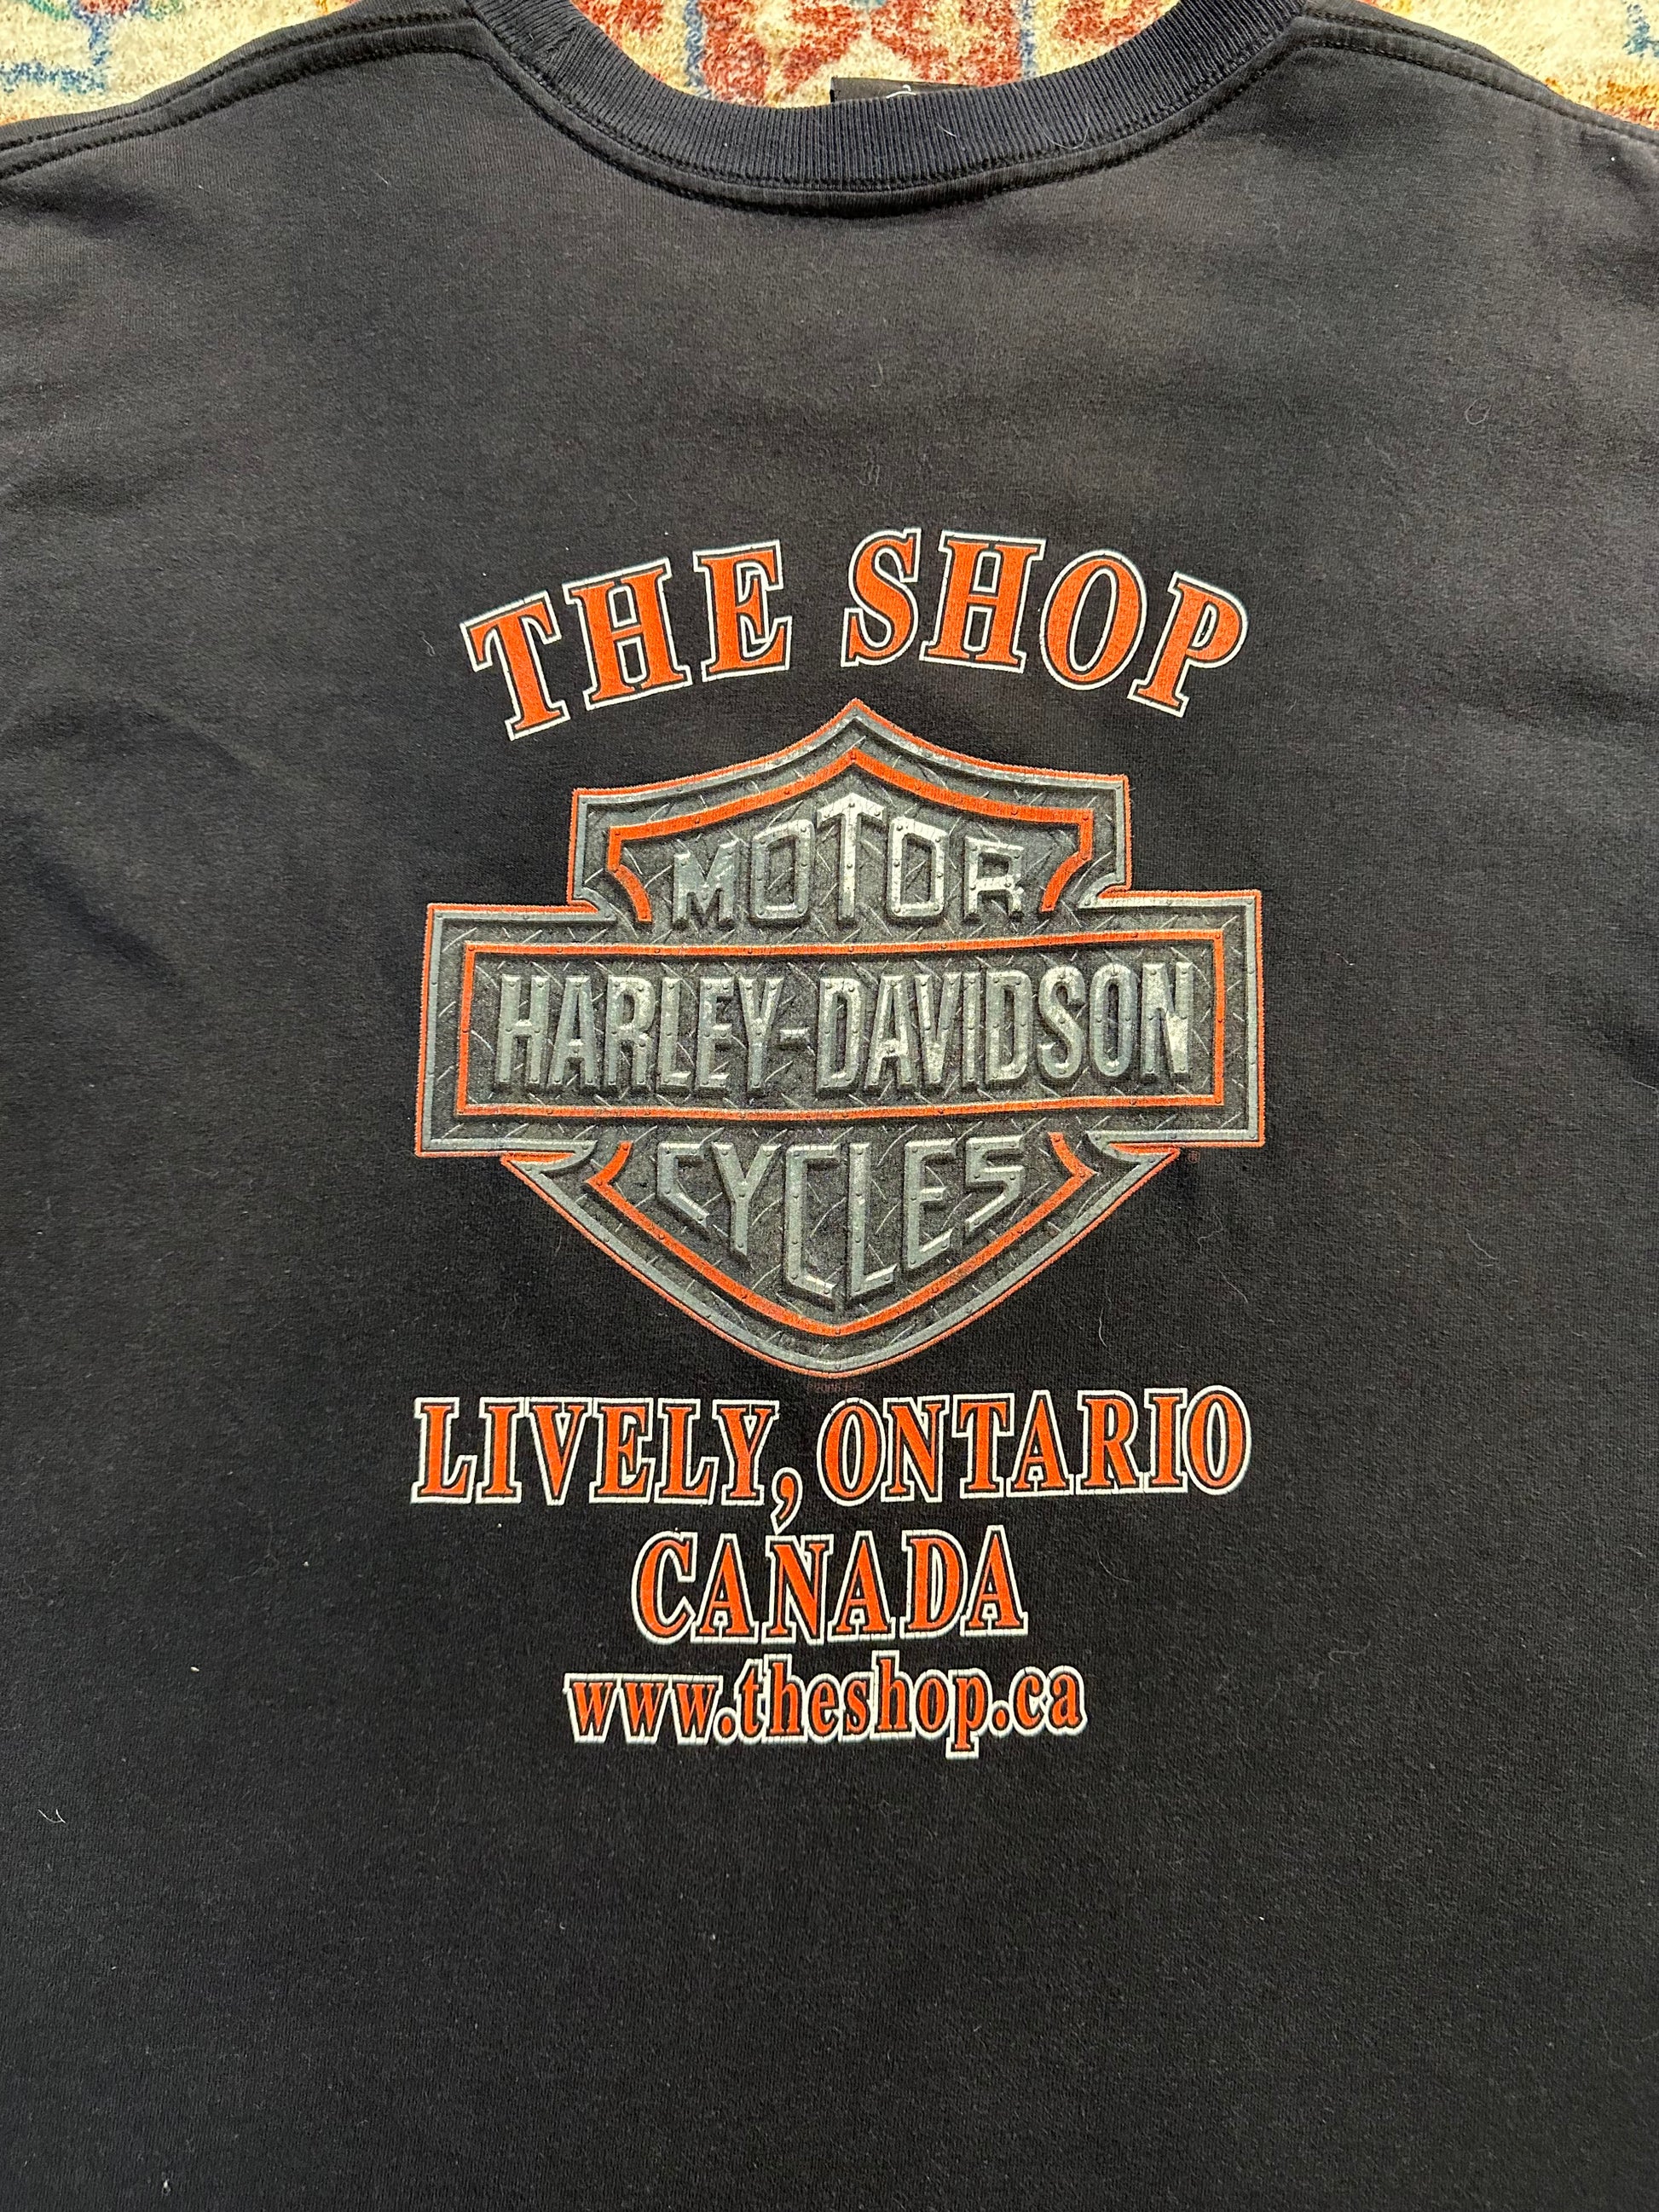 THE SHOP
MOTOR
HARLEY-DAVIDSON
CYCLES
LIVELY, ONTARIO
CANADA
www.theshop.ca